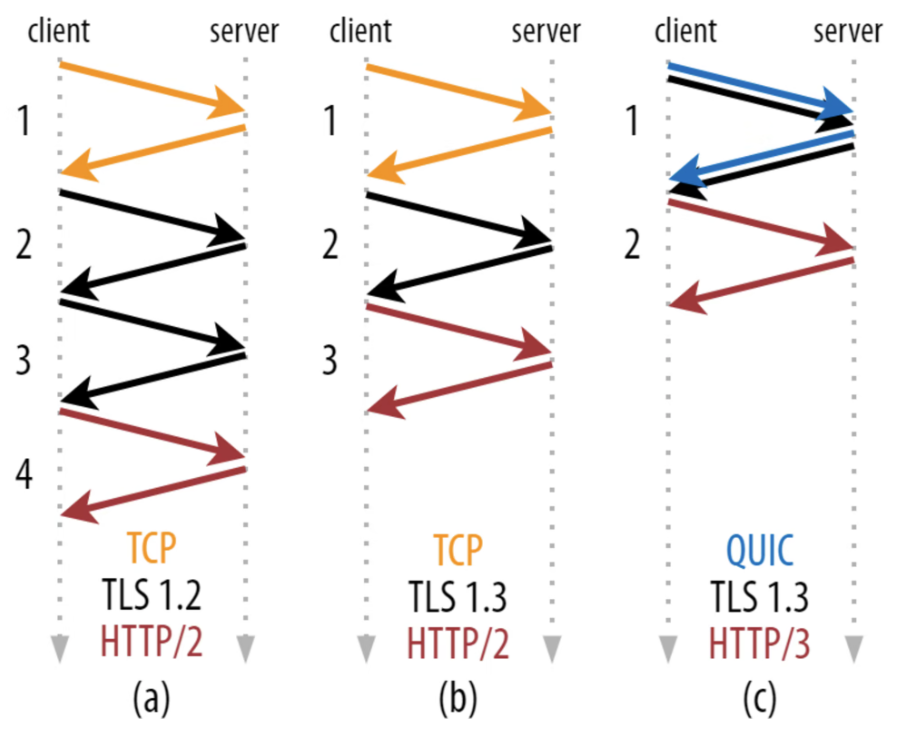 client server
1
2
3
4
TCP
TLS 1.2
HTTP/2
(a)
client server
1
2
3
TCP
TLS 1.3
HTTP/2
(b)
client server
1
2
QUIC
TLS 1.3
HTTP/3
(c)